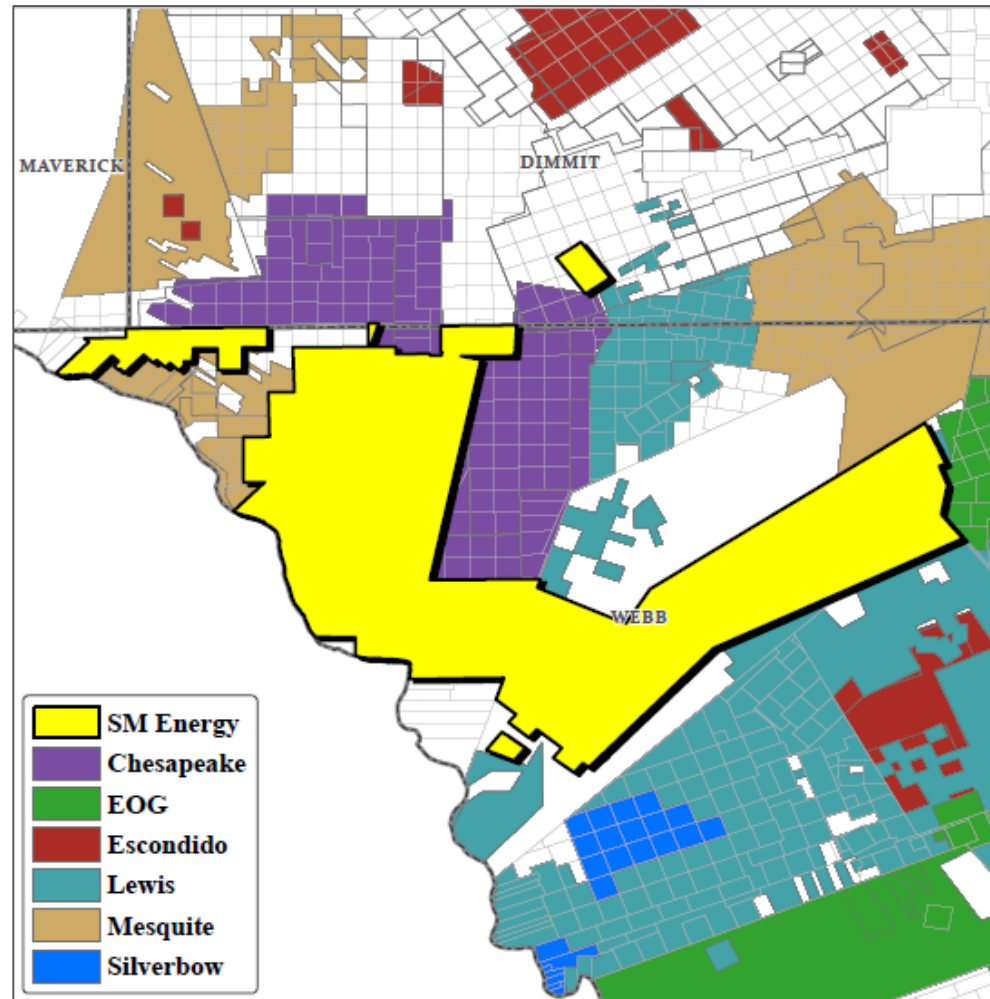 MAVERICK
DIMMIT
WEBB
SM Energy
Chesapeake
EOG
Escondido
Lewis
Mesquite
Silverbow